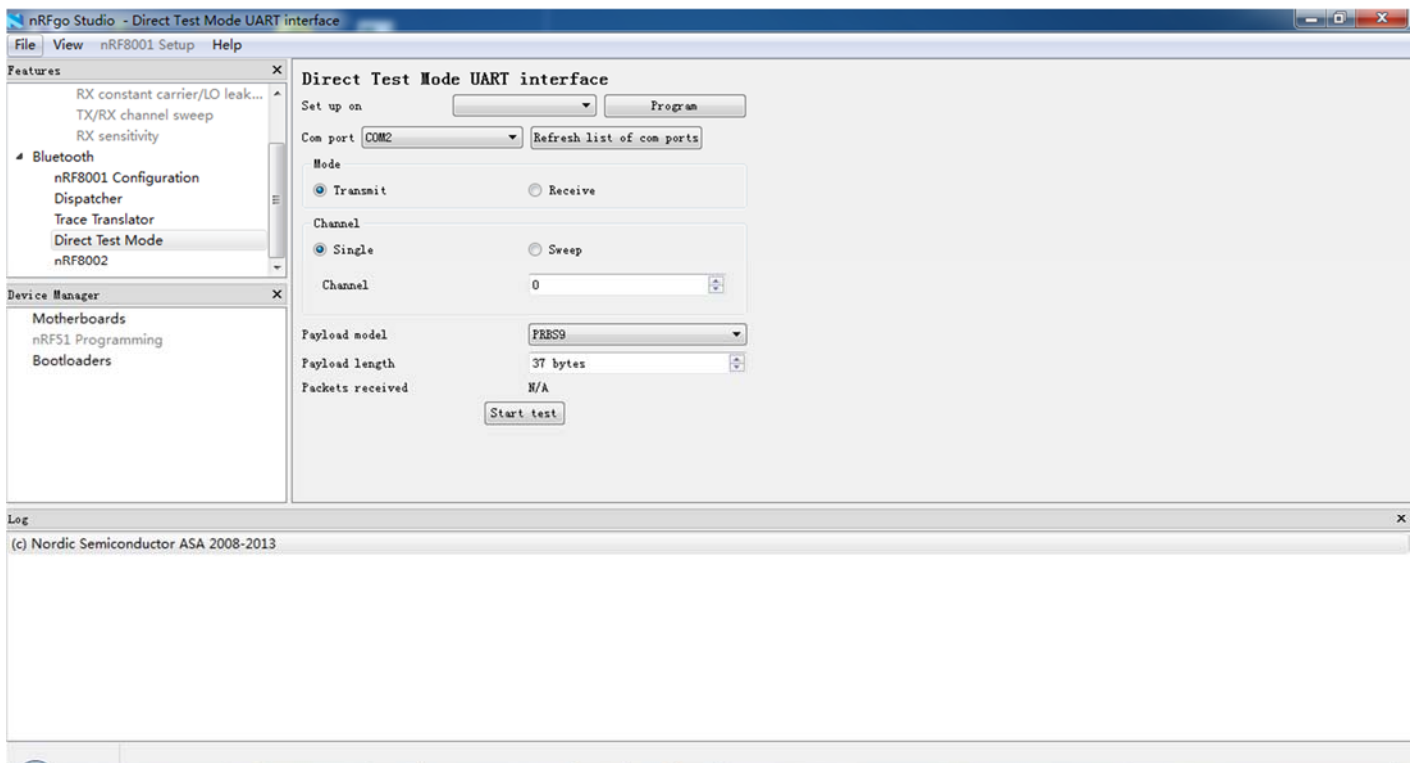 nRFgo Studio - Direct Test Mode UART interface
File View nRF8001 Setup Help
Features
RX constant carrier/LO leak...
TX/RX channel sweep
RX sensitivity
Bluetooth
nRF8001 Configuration
Dispatcher
Trace Translator
Direct Test Mode
nRF8002
Device Manager
Motherboards
nRF51 Programming
Bootloaders
Direct Test Mode UART interface
Set up on Program
Com port COM2 Refresh list of com ports
Mode
Transmit Receive
Channel
Single Sweep
Channel 0
Payload model PRBS9
Payload length 37 bytes
Packets received N/A
Start test
Log
(c) Nordic Semiconductor ASA 2008-2013